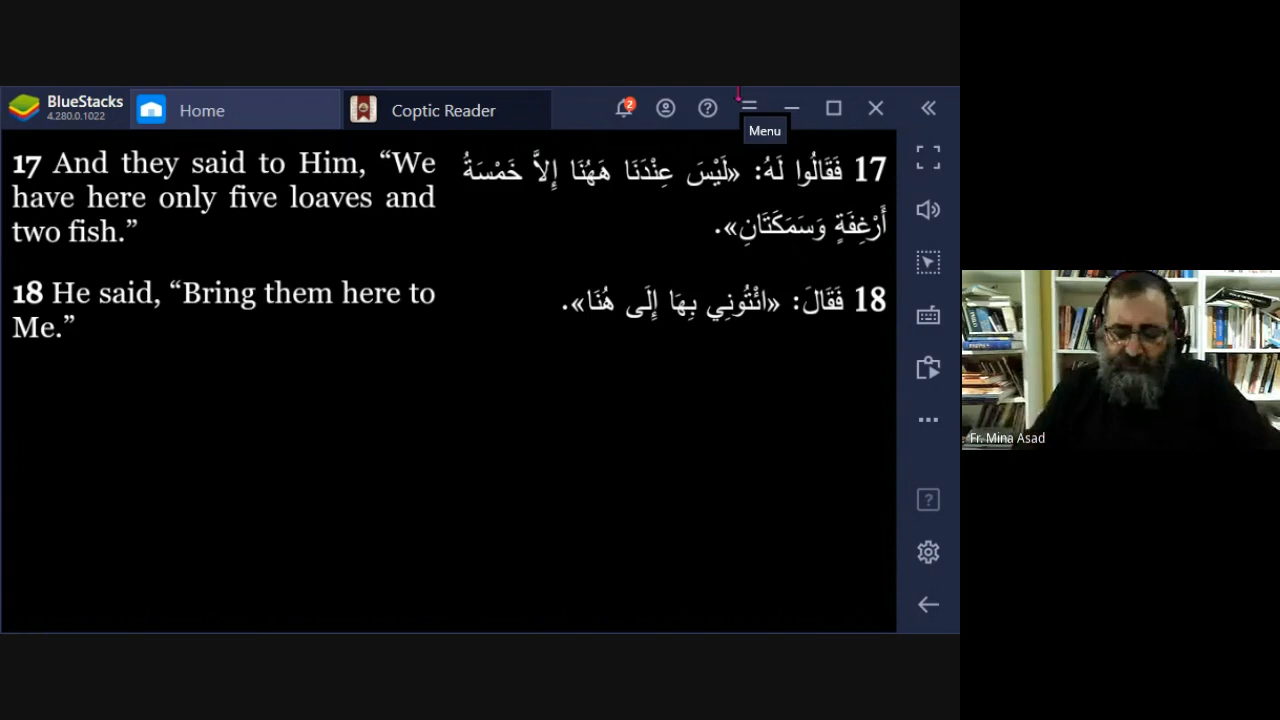 BlueStacks
4.280.0.1022
Home
Coptic Reader
2
Menu
17 And they said to Him, “We
have here only five loaves and
two fish.”
17 فَقَالُوا لَهُ: «لَيْسَ عِنْدَنَا هَهُنَا إِلاَّ خَمْسَةُ
أَرْغِفَةٍ وَسَمَكَتَانِ».
18 He said, “Bring them here to
Me.”
18 فَقَالَ: «ائْتُونِي بِهَا إِلَى هُنَا».
Fr. Mina Asad